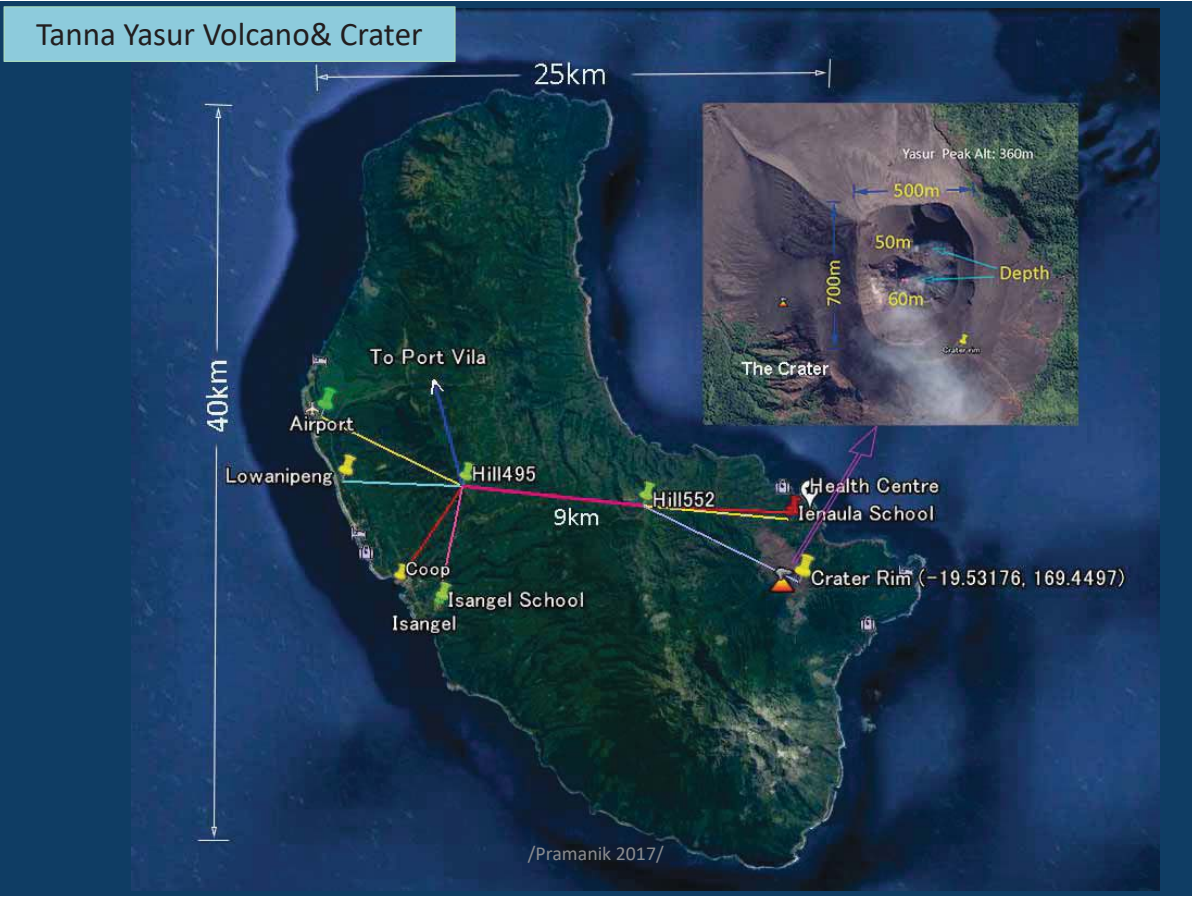 Tanna Yasur Volcano& Crater
25km
40km
Yasur Peak Alt: 360m
500m
50m
700m
Depth
60m
Crater rim
The Crater
To Port Vila
Airport
Lowanipeng
Hill495
Hill552
9km
Health Centre
Ienaula School
Coop
Crater Rim (-19.53176, 169.4497)
Isangel School
Isangel
/Pramanik 2017/